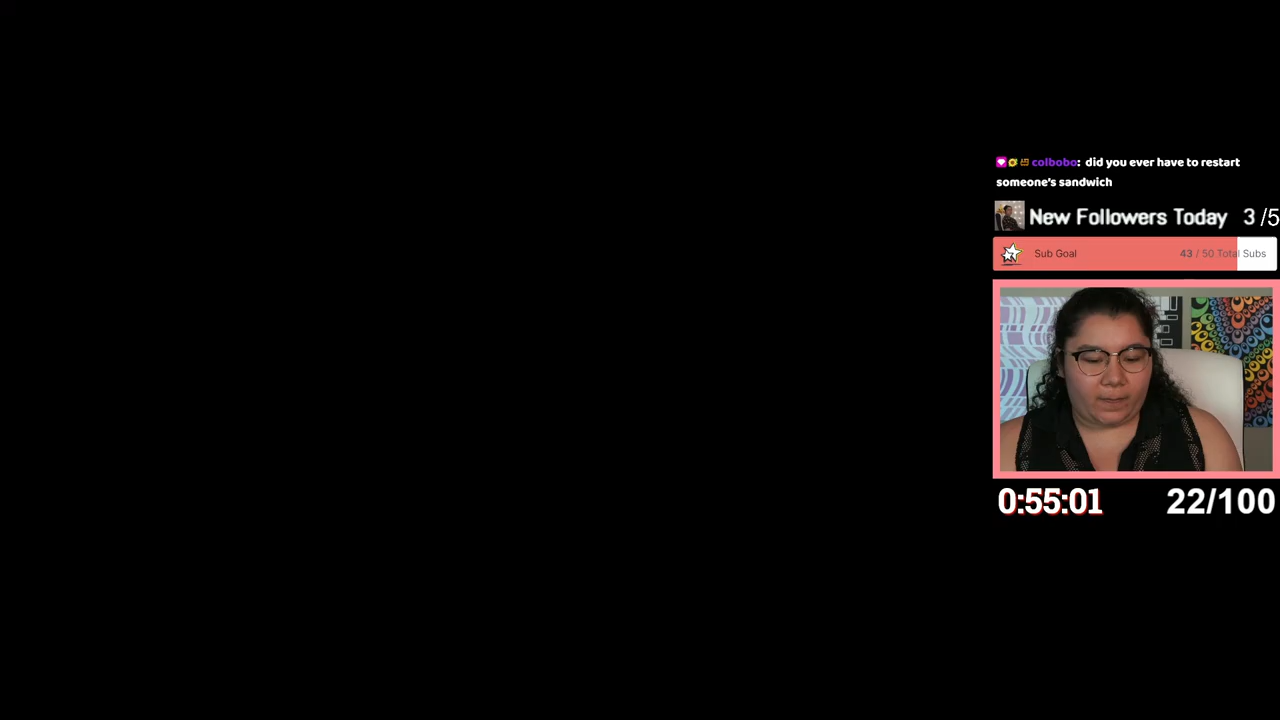 colbobo: did you ever have to restart
someone's sandwich
New Followers Today 3 /5
Sub Goal 43 / 50 Total Subs
0:55:01 22/100